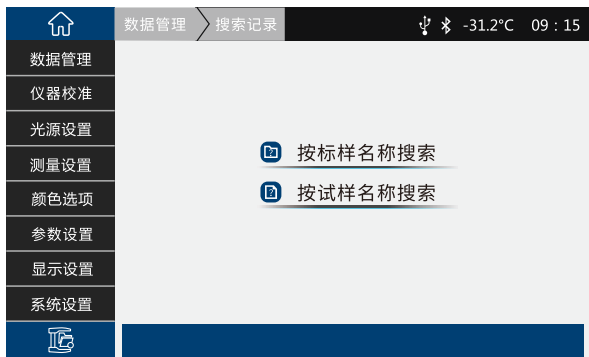 数据管理 搜索记录 -31.2°C 09 : 15
数据管理
仪器校准
光源设置
测量设置
颜色选项
参数设置
显示设置
系统设置
按标样名称搜索
按试样名称搜索